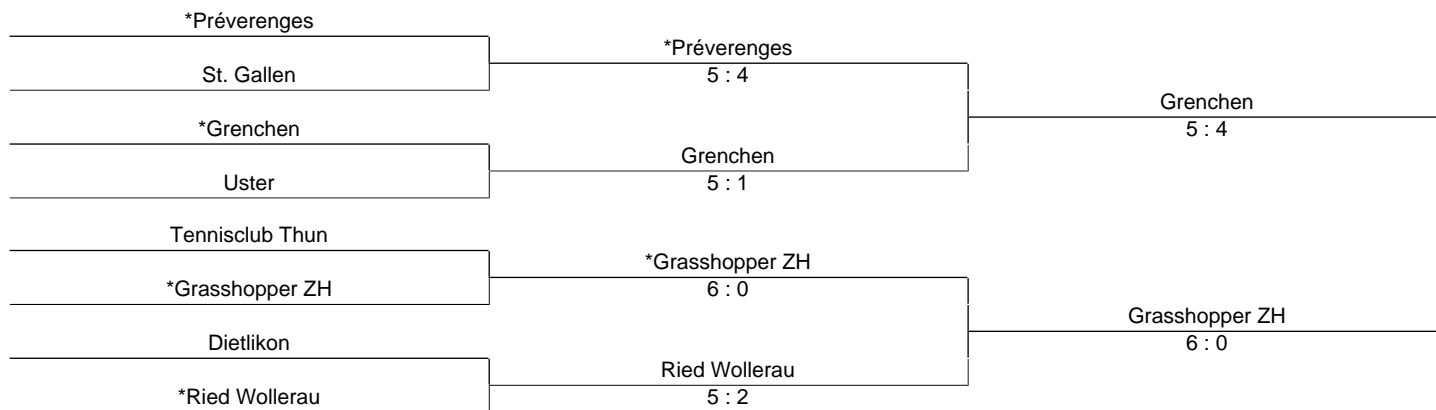 *Préverenges
St. Gallen
*Grenchen
Uster
Tennisclub Thun
*Grasshopper ZH
Dietlikon
*Ried Wollerau
*Préverenges
5 : 4
Grenchen
5 : 1
*Grasshopper ZH
6 : 0
Ried Wollerau
5 : 2
Grenchen
5 : 4
Grasshopper ZH
6 : 0